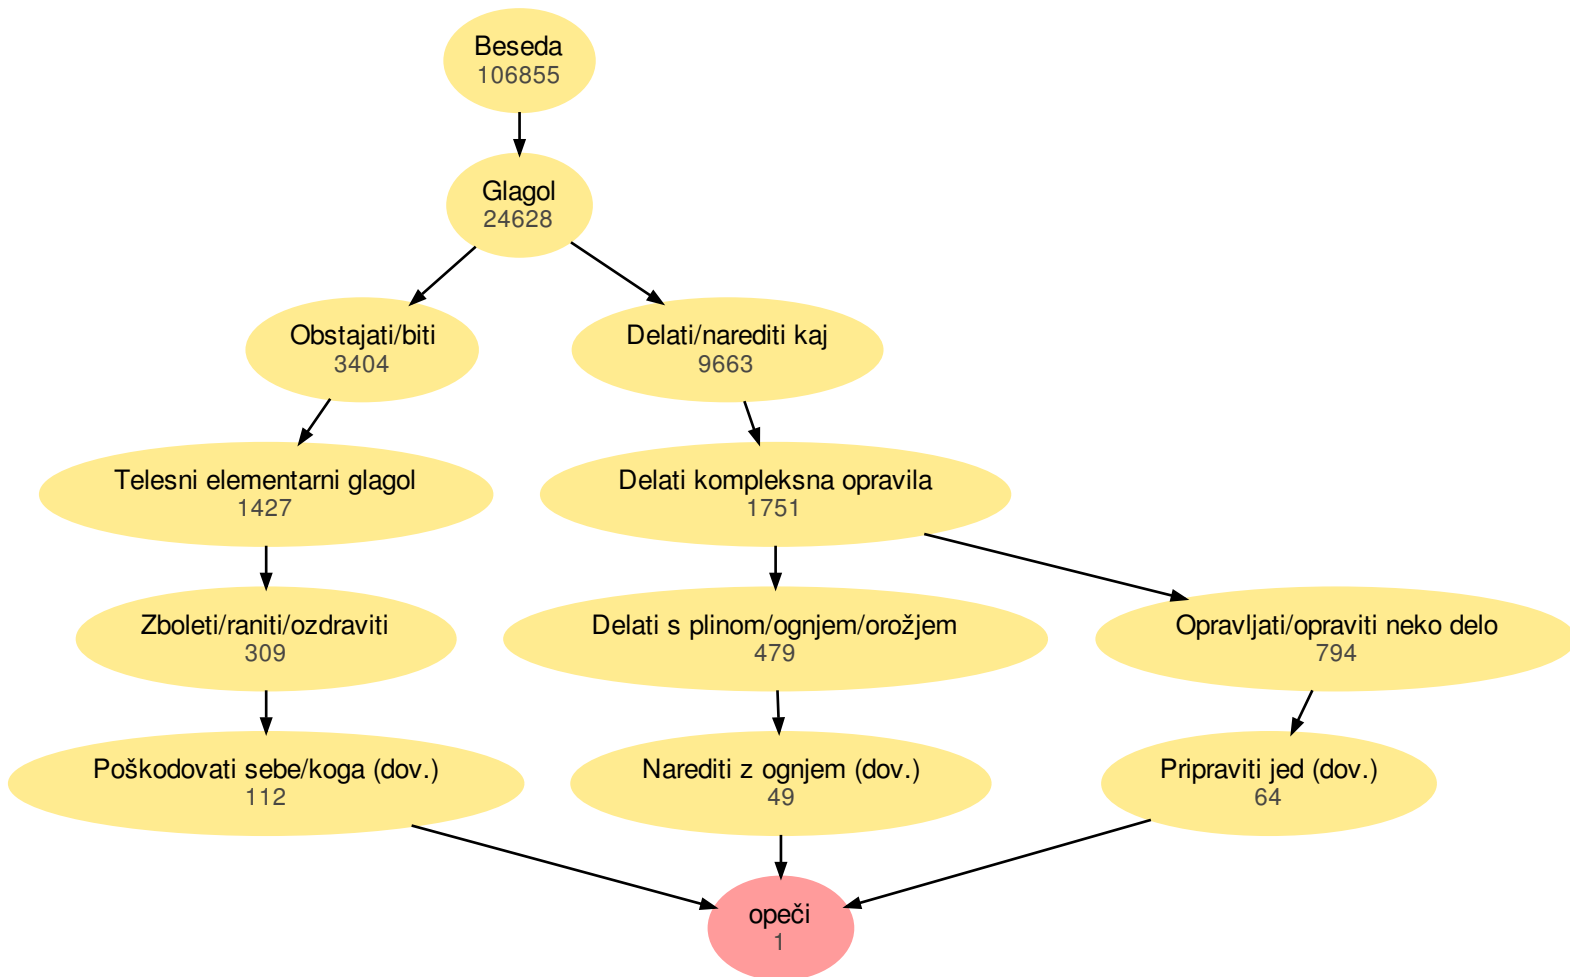 Beseda
106855
Glagol
24628
Obstajati/biti
3404
Delati/narediti kaj
9663
Telesni elementarni glagol
1427
Delati kompleksna opravila
1751
Zboleti/raniti/ozdraviti
309
Delati s plinom/ognjem/orožjem
479
Opravljati/opraviti neko delo
794
Poškodovati sebe/koga (dov.)
112
Narediti z ognjem (dov.)
49
Pripraviti jed (dov.)
64
opeči
1